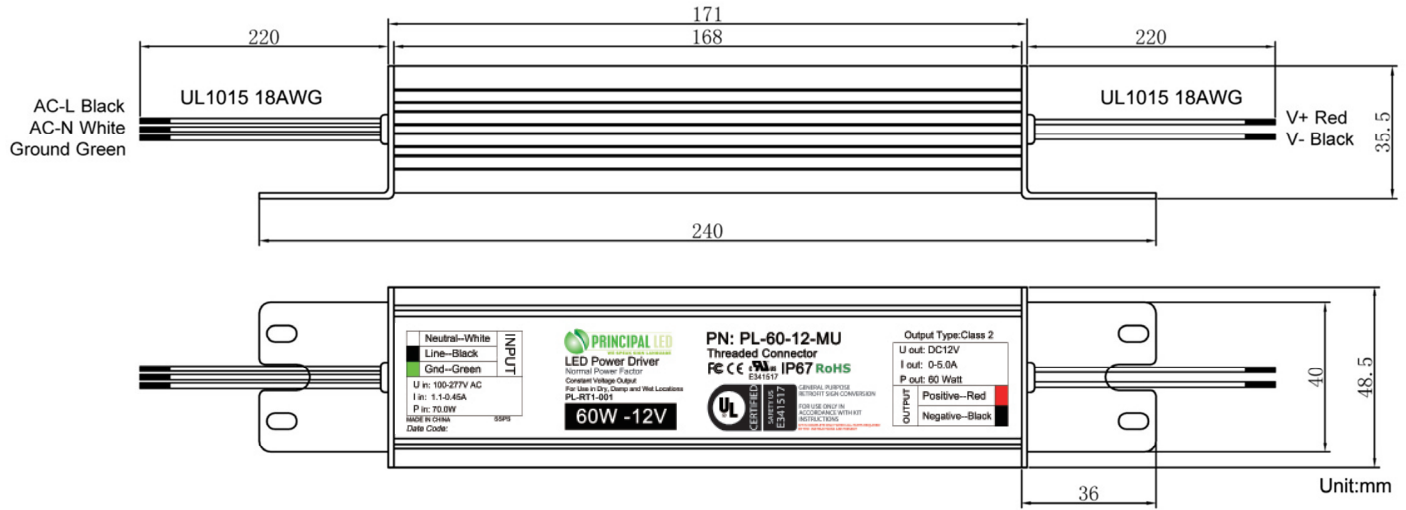 171
220
168
220
UL1015 18AWG
UL1015 18AWG
AC-L Black
AC-N White
Ground Green
V+ Red
V- Black
35.5
240
Neutral--White
Line--Black
Gnd--Green
INPUT
U in: 100-277V AC
I in: 1.1-0.45A
P in: 70.0W
MADE IN CHINA
SSPS
Date Code:
PRINCIPAL LED
LED Power Driver
Normal Power Factor
Constant Voltage Output
For Use in Dry, Damp and Wet Locations
PL-RT1-001
60W -12V
PN: PL-60-12-MU
Threaded Connector
FC CE IP67 RoHS
E341517
UL
CERTIFIED
SAFETY US
E341517
GENERAL PURPOSE
RETROFIT SIGN CONVERSION
FOR USE ONLY IN
ACCORDANCE WITH KIT
INSTRUCTIONS
Output Type:Class 2
U out: DC12V
I out: 0-5.0A
P out: 60 Watt
OUTPUT
Positive--Red
Negative--Black
40
48.5
36
Unit:mm